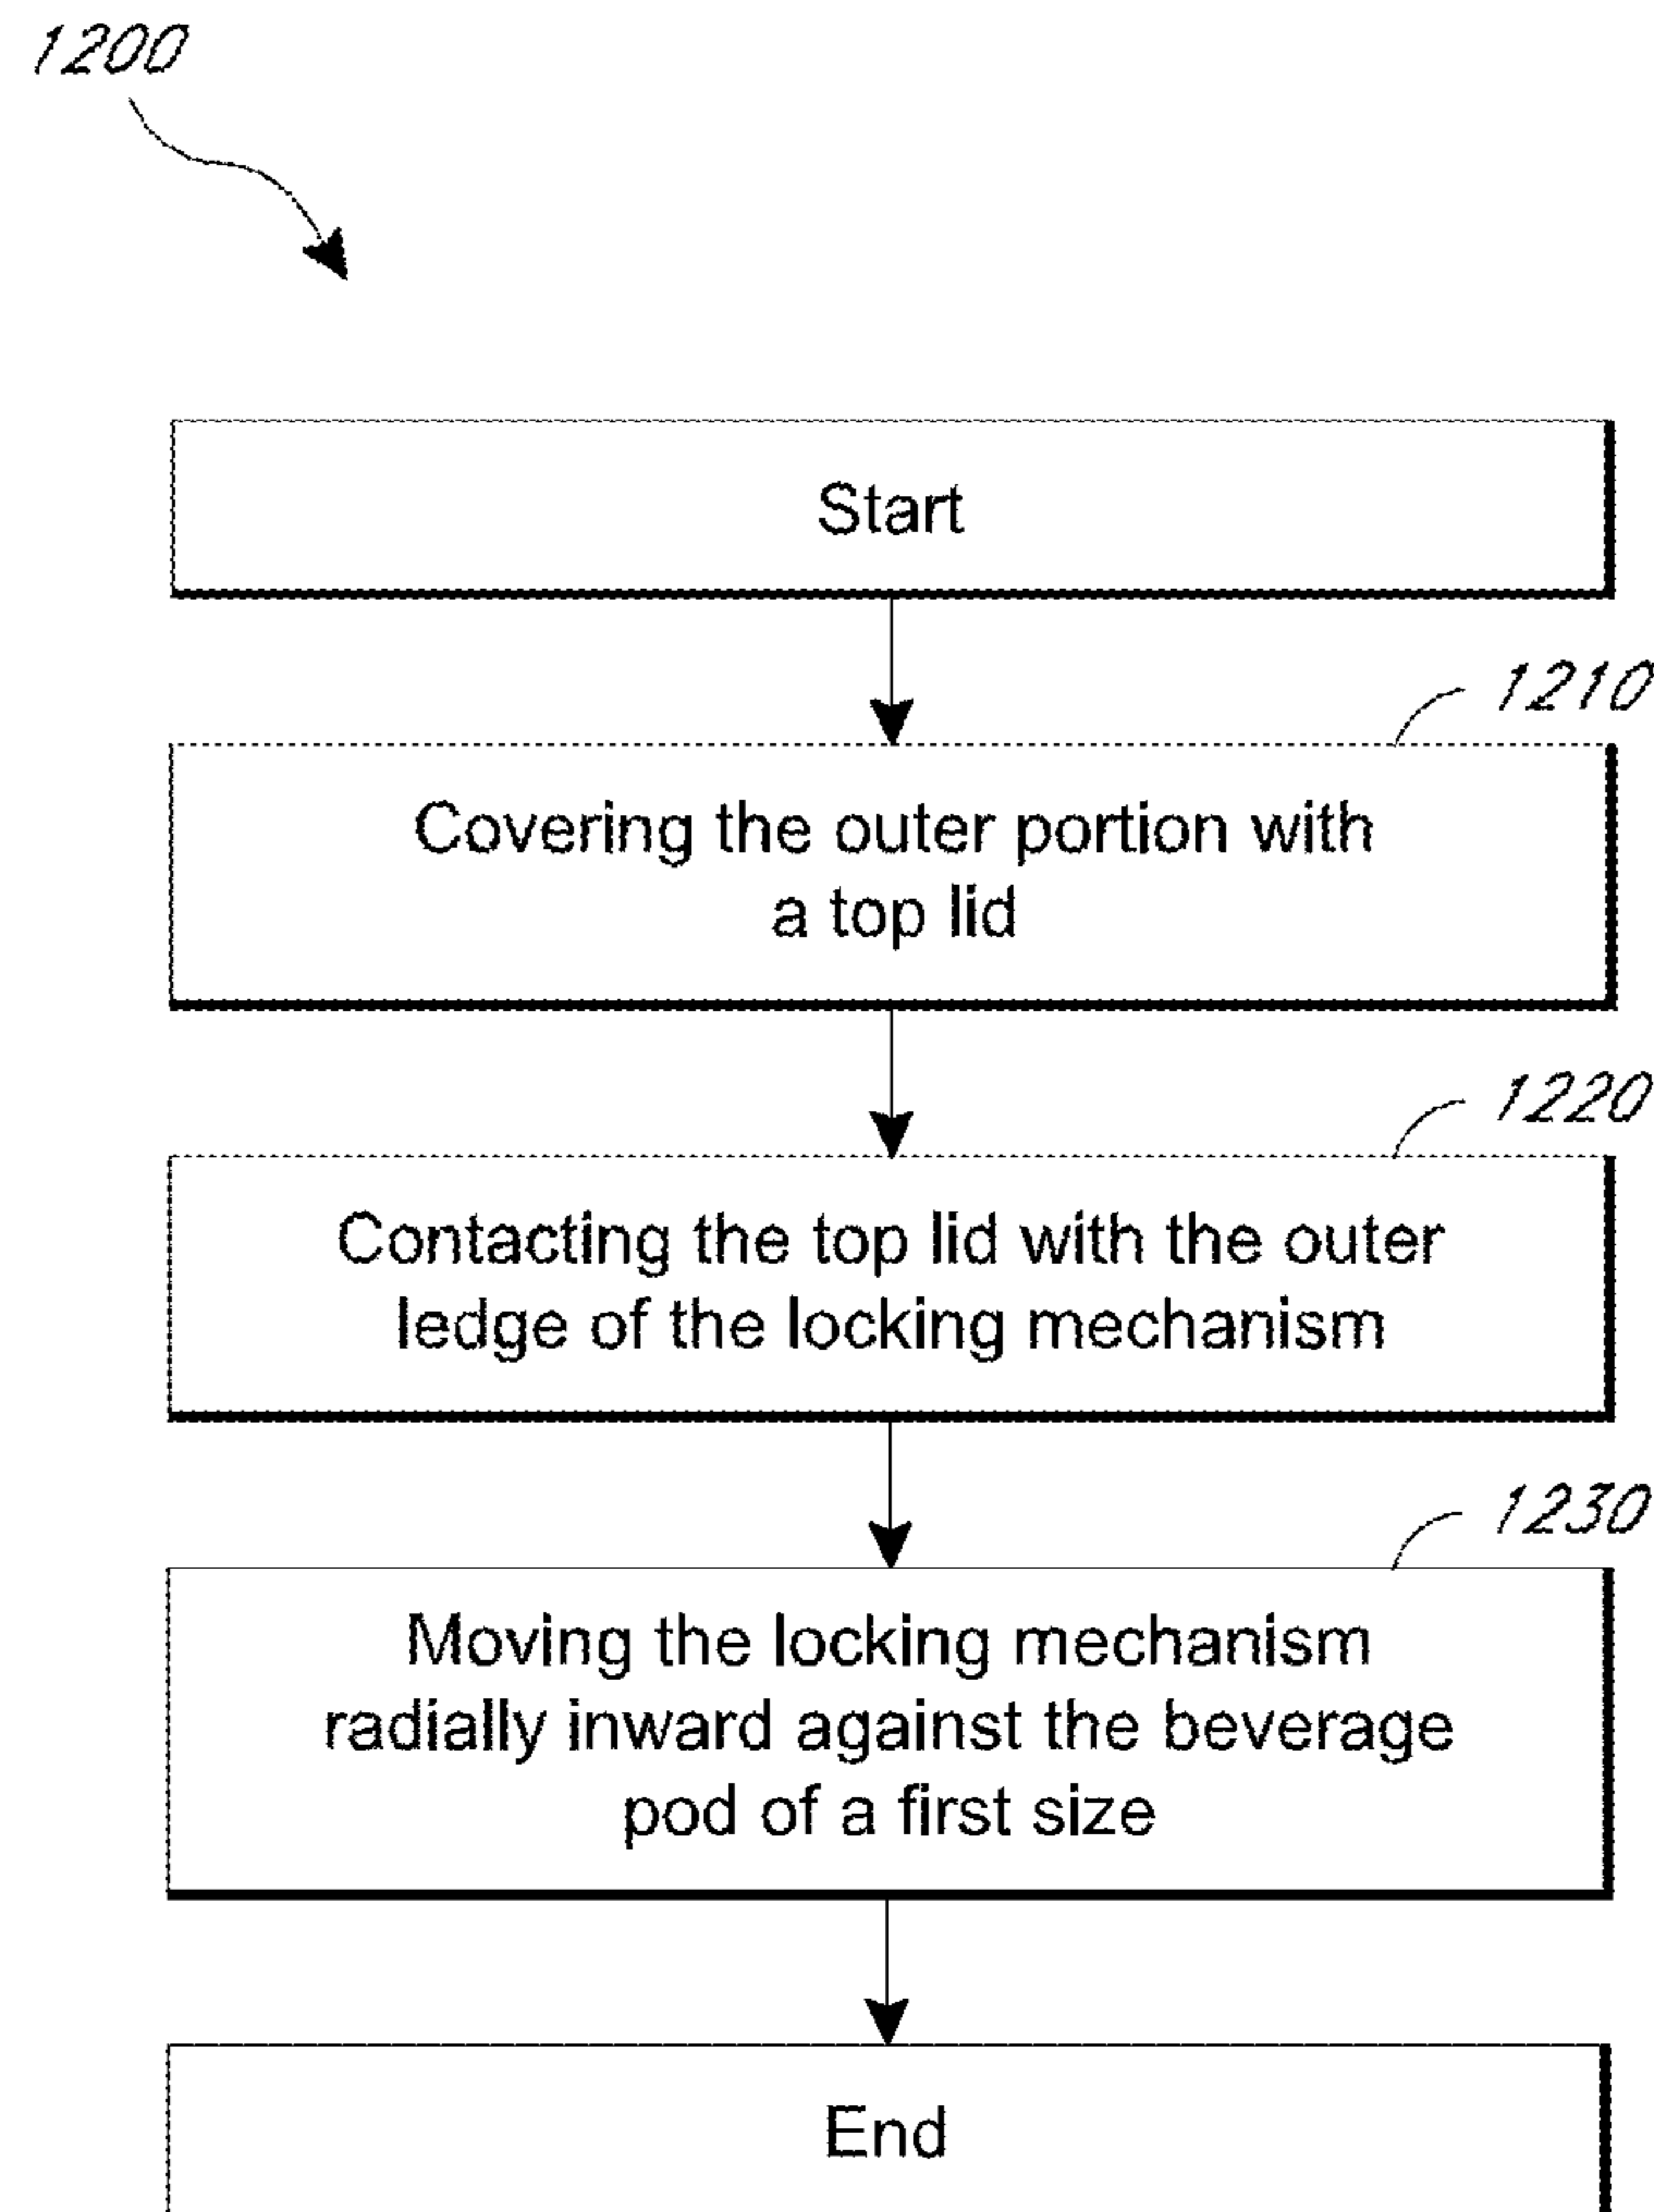 1200
Start
1210
Covering the outer portion with
a top lid
1220
Contacting the top lid with the outer
ledge of the locking mechanism
1230
Moving the locking mechanism
radially inward against the beverage
pod of a first size
End